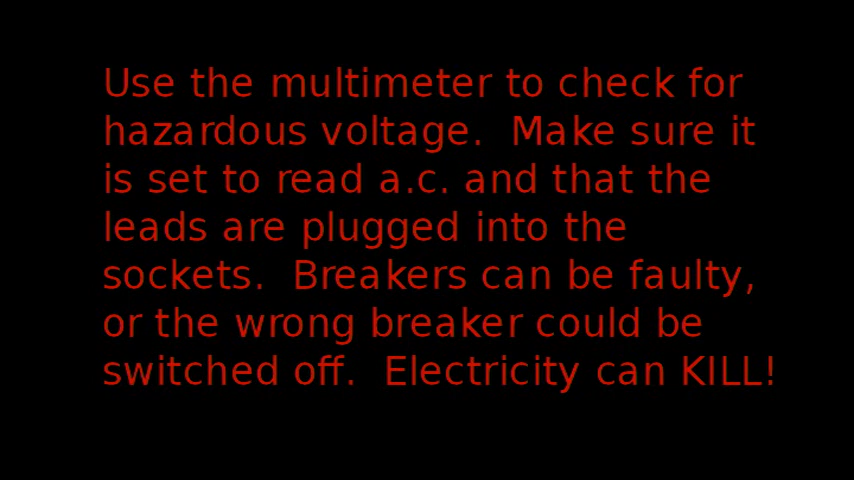 Use the multimeter to check for
hazardous voltage.  Make sure it
is set to read a.c. and that the
leads are plugged into the
sockets.  Breakers can be faulty,
or the wrong breaker could be
switched off.  Electricity can KILL!